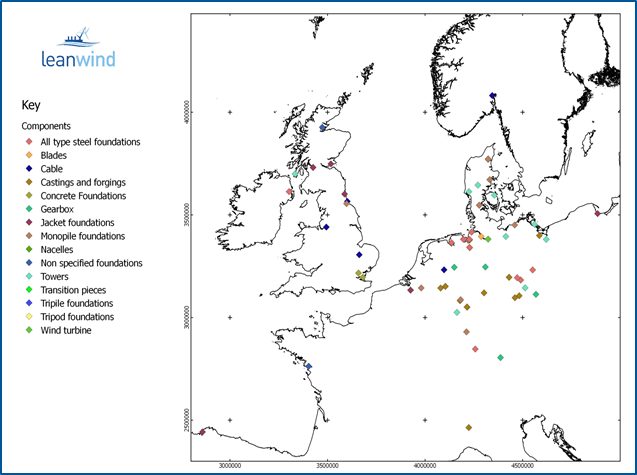 leanwind
Key
Components
All type steel foundations
Blades
Cable
Castings and forgings
Concrete Foundations
Gearbox
Jacket foundations
Monopile foundations
Nacelles
Non specified foundations
Towers
Transition pieces
Tripile foundations
Tripod foundations
Wind turbine
4000000
3500000
3000000
2500000
3000000
3500000
4000000
4500000